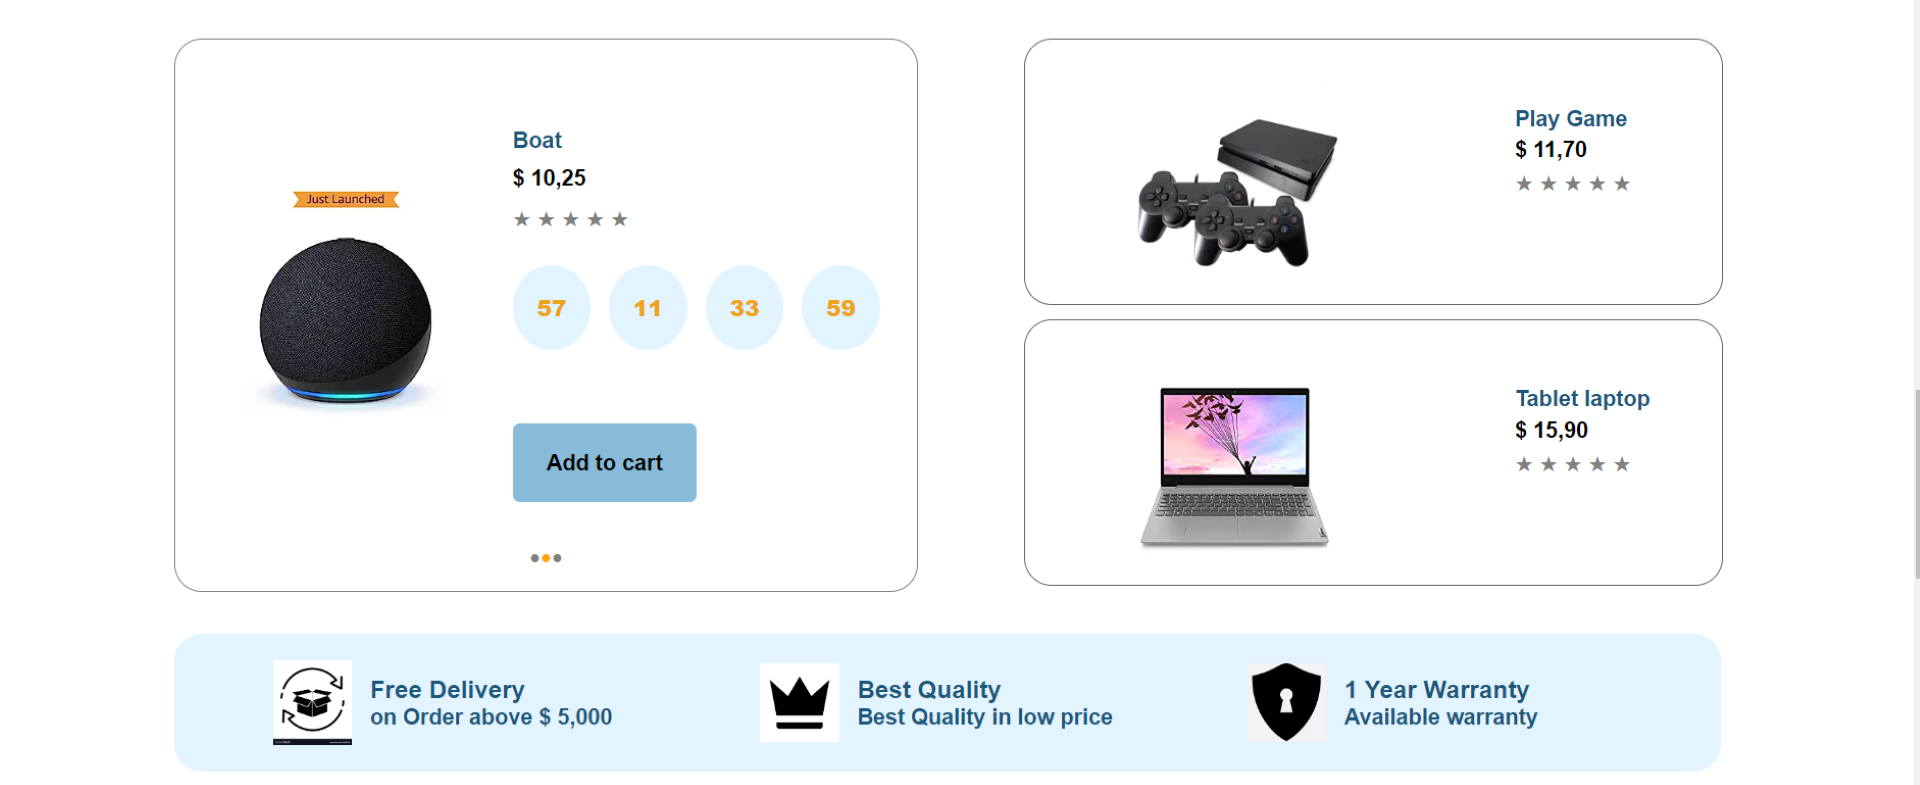 Just Launched
Boat
$ 10,25
57 11 33 59
Add to cart
Play Game
$ 11,70
Tablet laptop
$ 15,90
Free Delivery
on Order above $ 5,000
Best Quality
Best Quality in low price
1 Year Warranty
Available warranty